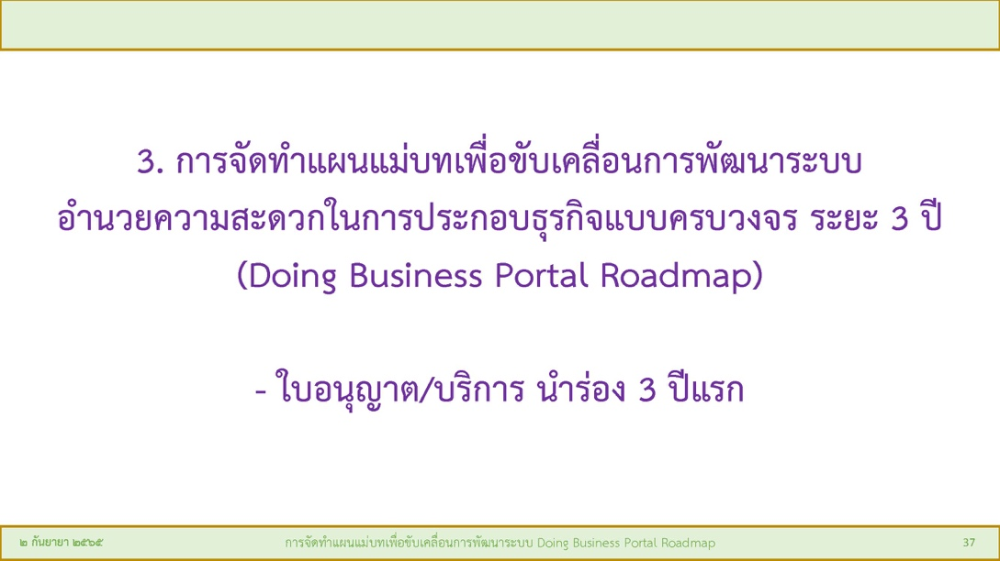 3. การจัดทำแผนแม่บทเพื่อขับเคลื่อนการพัฒนาระบบ
อำนวยความสะดวกในการประกอบธุรกิจแบบครบวงจร ระยะ 3 ปี
(Doing Business Portal Roadmap)
- ใบอนุญาต/บริการ นำร่อง 3 ปีแรก
๒ กันยายา ๒๕๖๕
การจัดทำแผนแม่บทเพื่อขับเคลื่อนการพัฒนาระบบ Doing Business Portal Roadmap
37